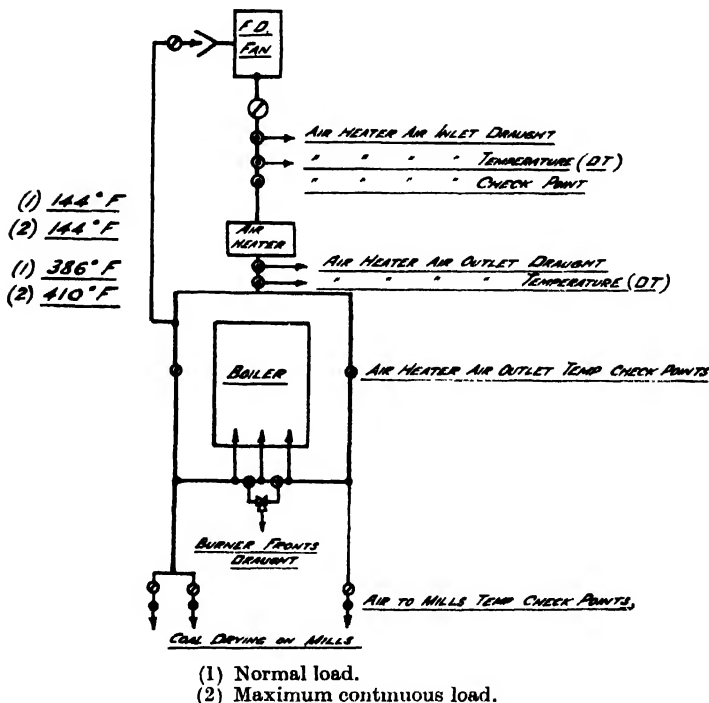 F.D.
FAN
AIR HEATER AIR INLET DRAUGHT
" " " " TEMPERATURE (DT)
" " " " CHECK POINT
(1) 144°F
(2) 144°F
AIR
HEATER
(1) 386°F
(2) 410°F
AIR HEATER AIR OUTLET DRAUGHT
" " " " TEMPERATURE (DT)
BOILER
AIR HEATER AIR OUTLET TEMP CHECK POINTS
BURNER FRONTS
DRAUGHT
AIR TO MILLS TEMP CHECK POINTS,
COAL DRYING ON MILLS
(1) Normal load.
(2) Maximum continuous load.